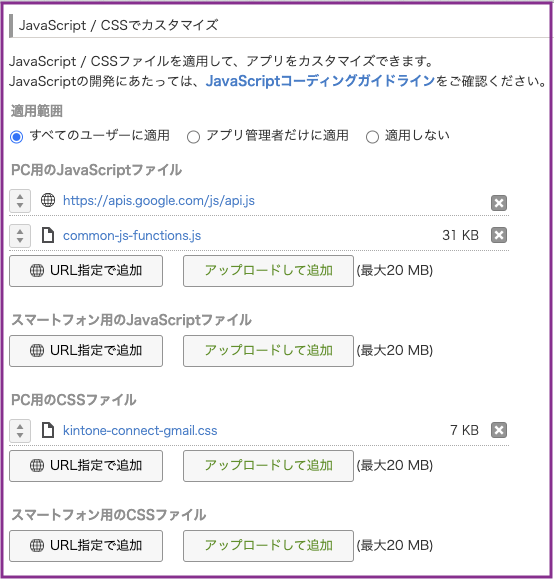 JavaScript / CSSでカスタマイズ
JavaScript / CSSファイルを適用して、アプリをカスタマイズできます。
JavaScriptの開発にあたっては、JavaScriptコーディングガイドラインをご確認ください。
適用範囲
すべてのユーザーに適用 アプリ管理者だけに適用 適用しない
PC用のJavaScriptファイル
https://apis.google.com/js/api.js
common-js-functions.js 31 KB
URL指定で追加 アップロードして追加 (最大20 MB)
スマートフォン用のJavaScriptファイル
URL指定で追加 アップロードして追加 (最大20 MB)
PC用のCSSファイル
kintone-connect-gmail.css 7 KB
URL指定で追加 アップロードして追加 (最大20 MB)
スマートフォン用のCSSファイル
URL指定で追加 アップロードして追加 (最大20 MB)